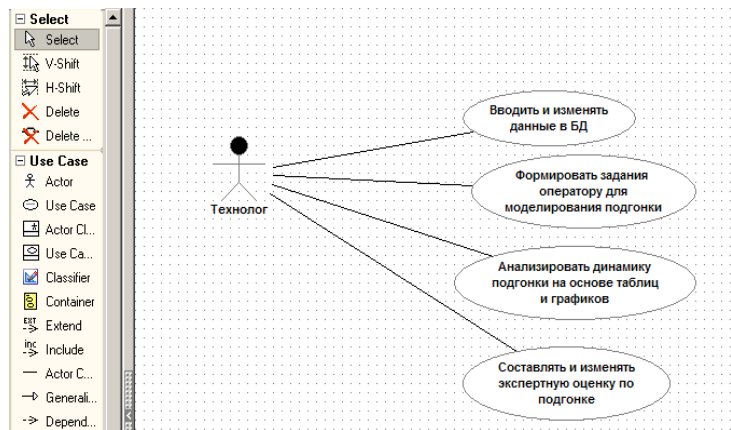 Select
Select
V-Shift
H-Shift
Delete
Delete ...
Use Case
Actor
Use Case
Actor Cl...
Use Ca...
Classifier
Container
EXT
Extend
inc
Include
Actor C...
Generali...
Depend...
Технолог
Вводить и изменять
данные в БД
Формировать задания
оператору для
моделирования подгонки
Анализировать динамику
подгонки на основе таблиц
и графиков
Составлять и изменять
экспертную оценку по
подгонке